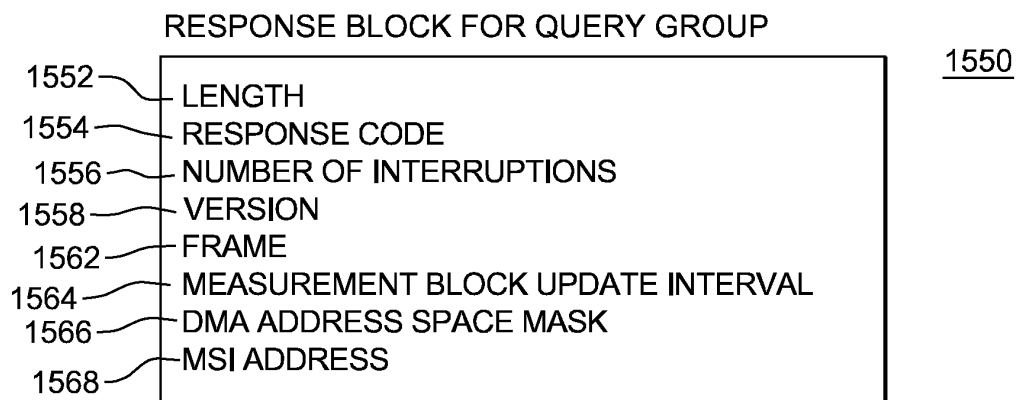 RESPONSE BLOCK FOR QUERY GROUP
1550
1552 LENGTH
1554 RESPONSE CODE
1556 NUMBER OF INTERRUPTIONS
1558 VERSION
1562 FRAME
1564 MEASUREMENT BLOCK UPDATE INTERVAL
1566 DMA ADDRESS SPACE MASK
1568 MSI ADDRESS